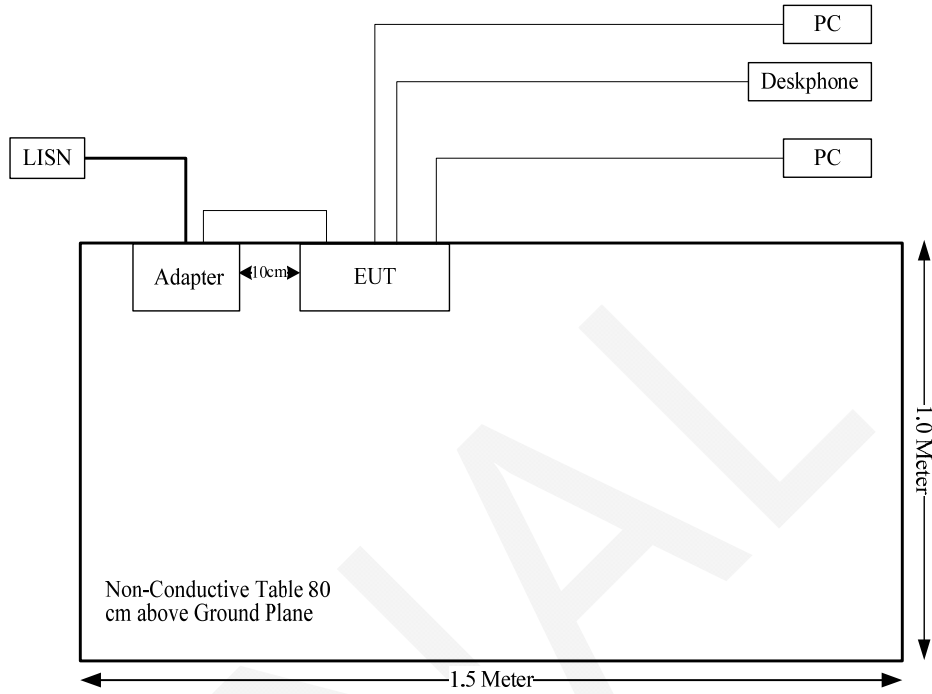 PC
Deskphone
LISN
PC
Adapter
10cm
EUT
1.0 Meter
Non-Conductive Table 80
cm above Ground Plane
1.5 Meter